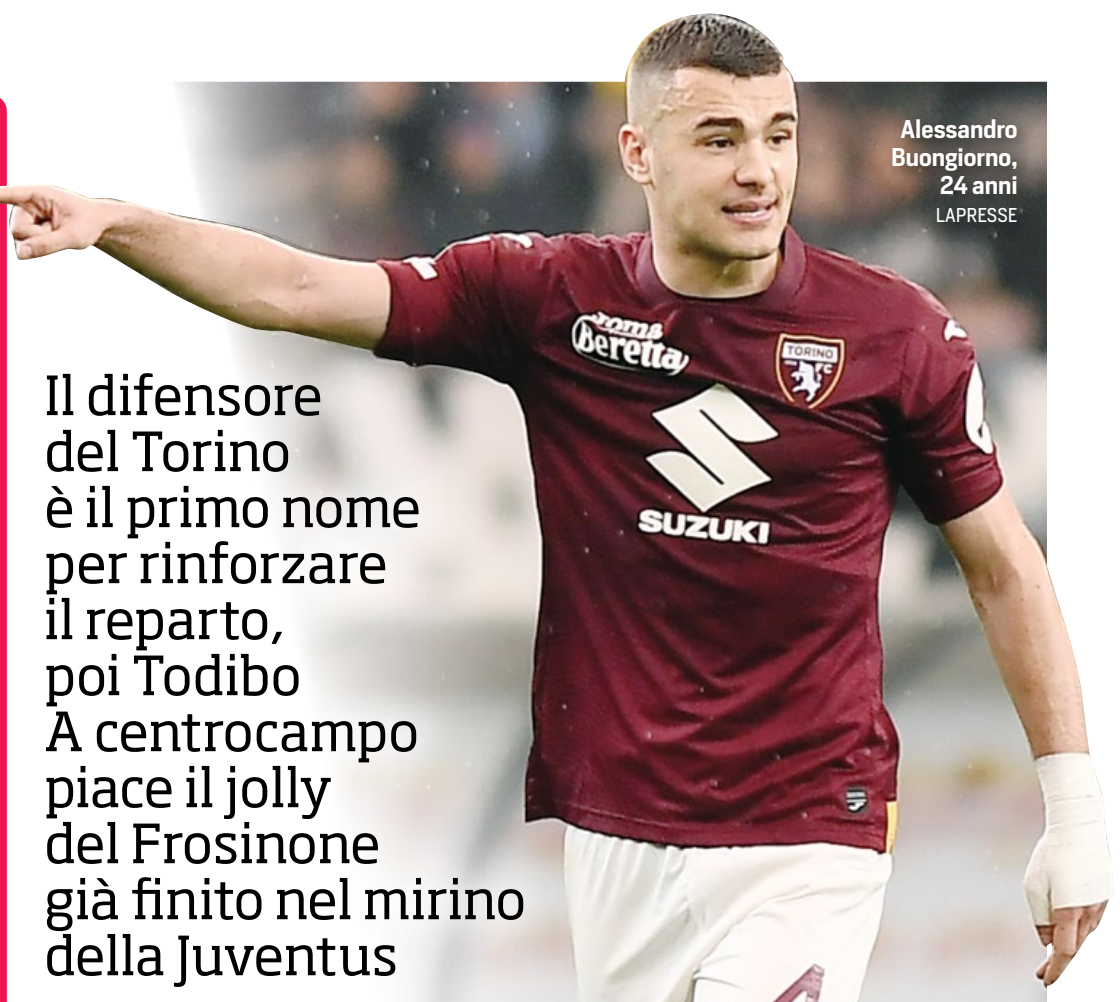 Alessandro
Buongiorno,
24 anni
LAPRESSE
Beretta
TORINO
FC
SUZUKI
Il difensore
del Torino
è il primo nome
per rinforzare
il reparto,
poi Todibo
A centrocampo
piace il jolly
del Frosinone
già finito nel mirino
della Juventus